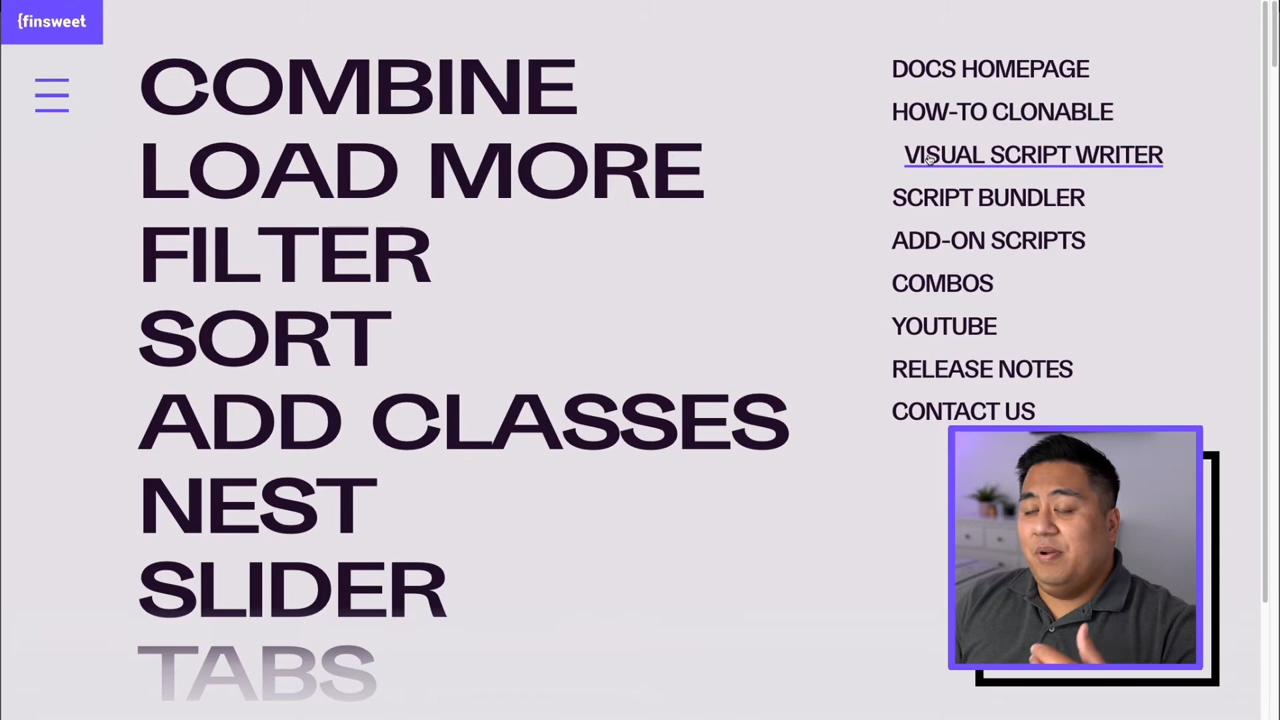 {finsweet
COMBINE
LOAD MORE
FILTER
SORT
ADD CLASSES
NEST
SLIDER
TABS
DOCS HOMEPAGE
HOW-TO CLONABLE
VISUAL SCRIPT WRITER
SCRIPT BUNDLER
ADD-ON SCRIPTS
COMBOS
YOUTUBE
RELEASE NOTES
CONTACT US